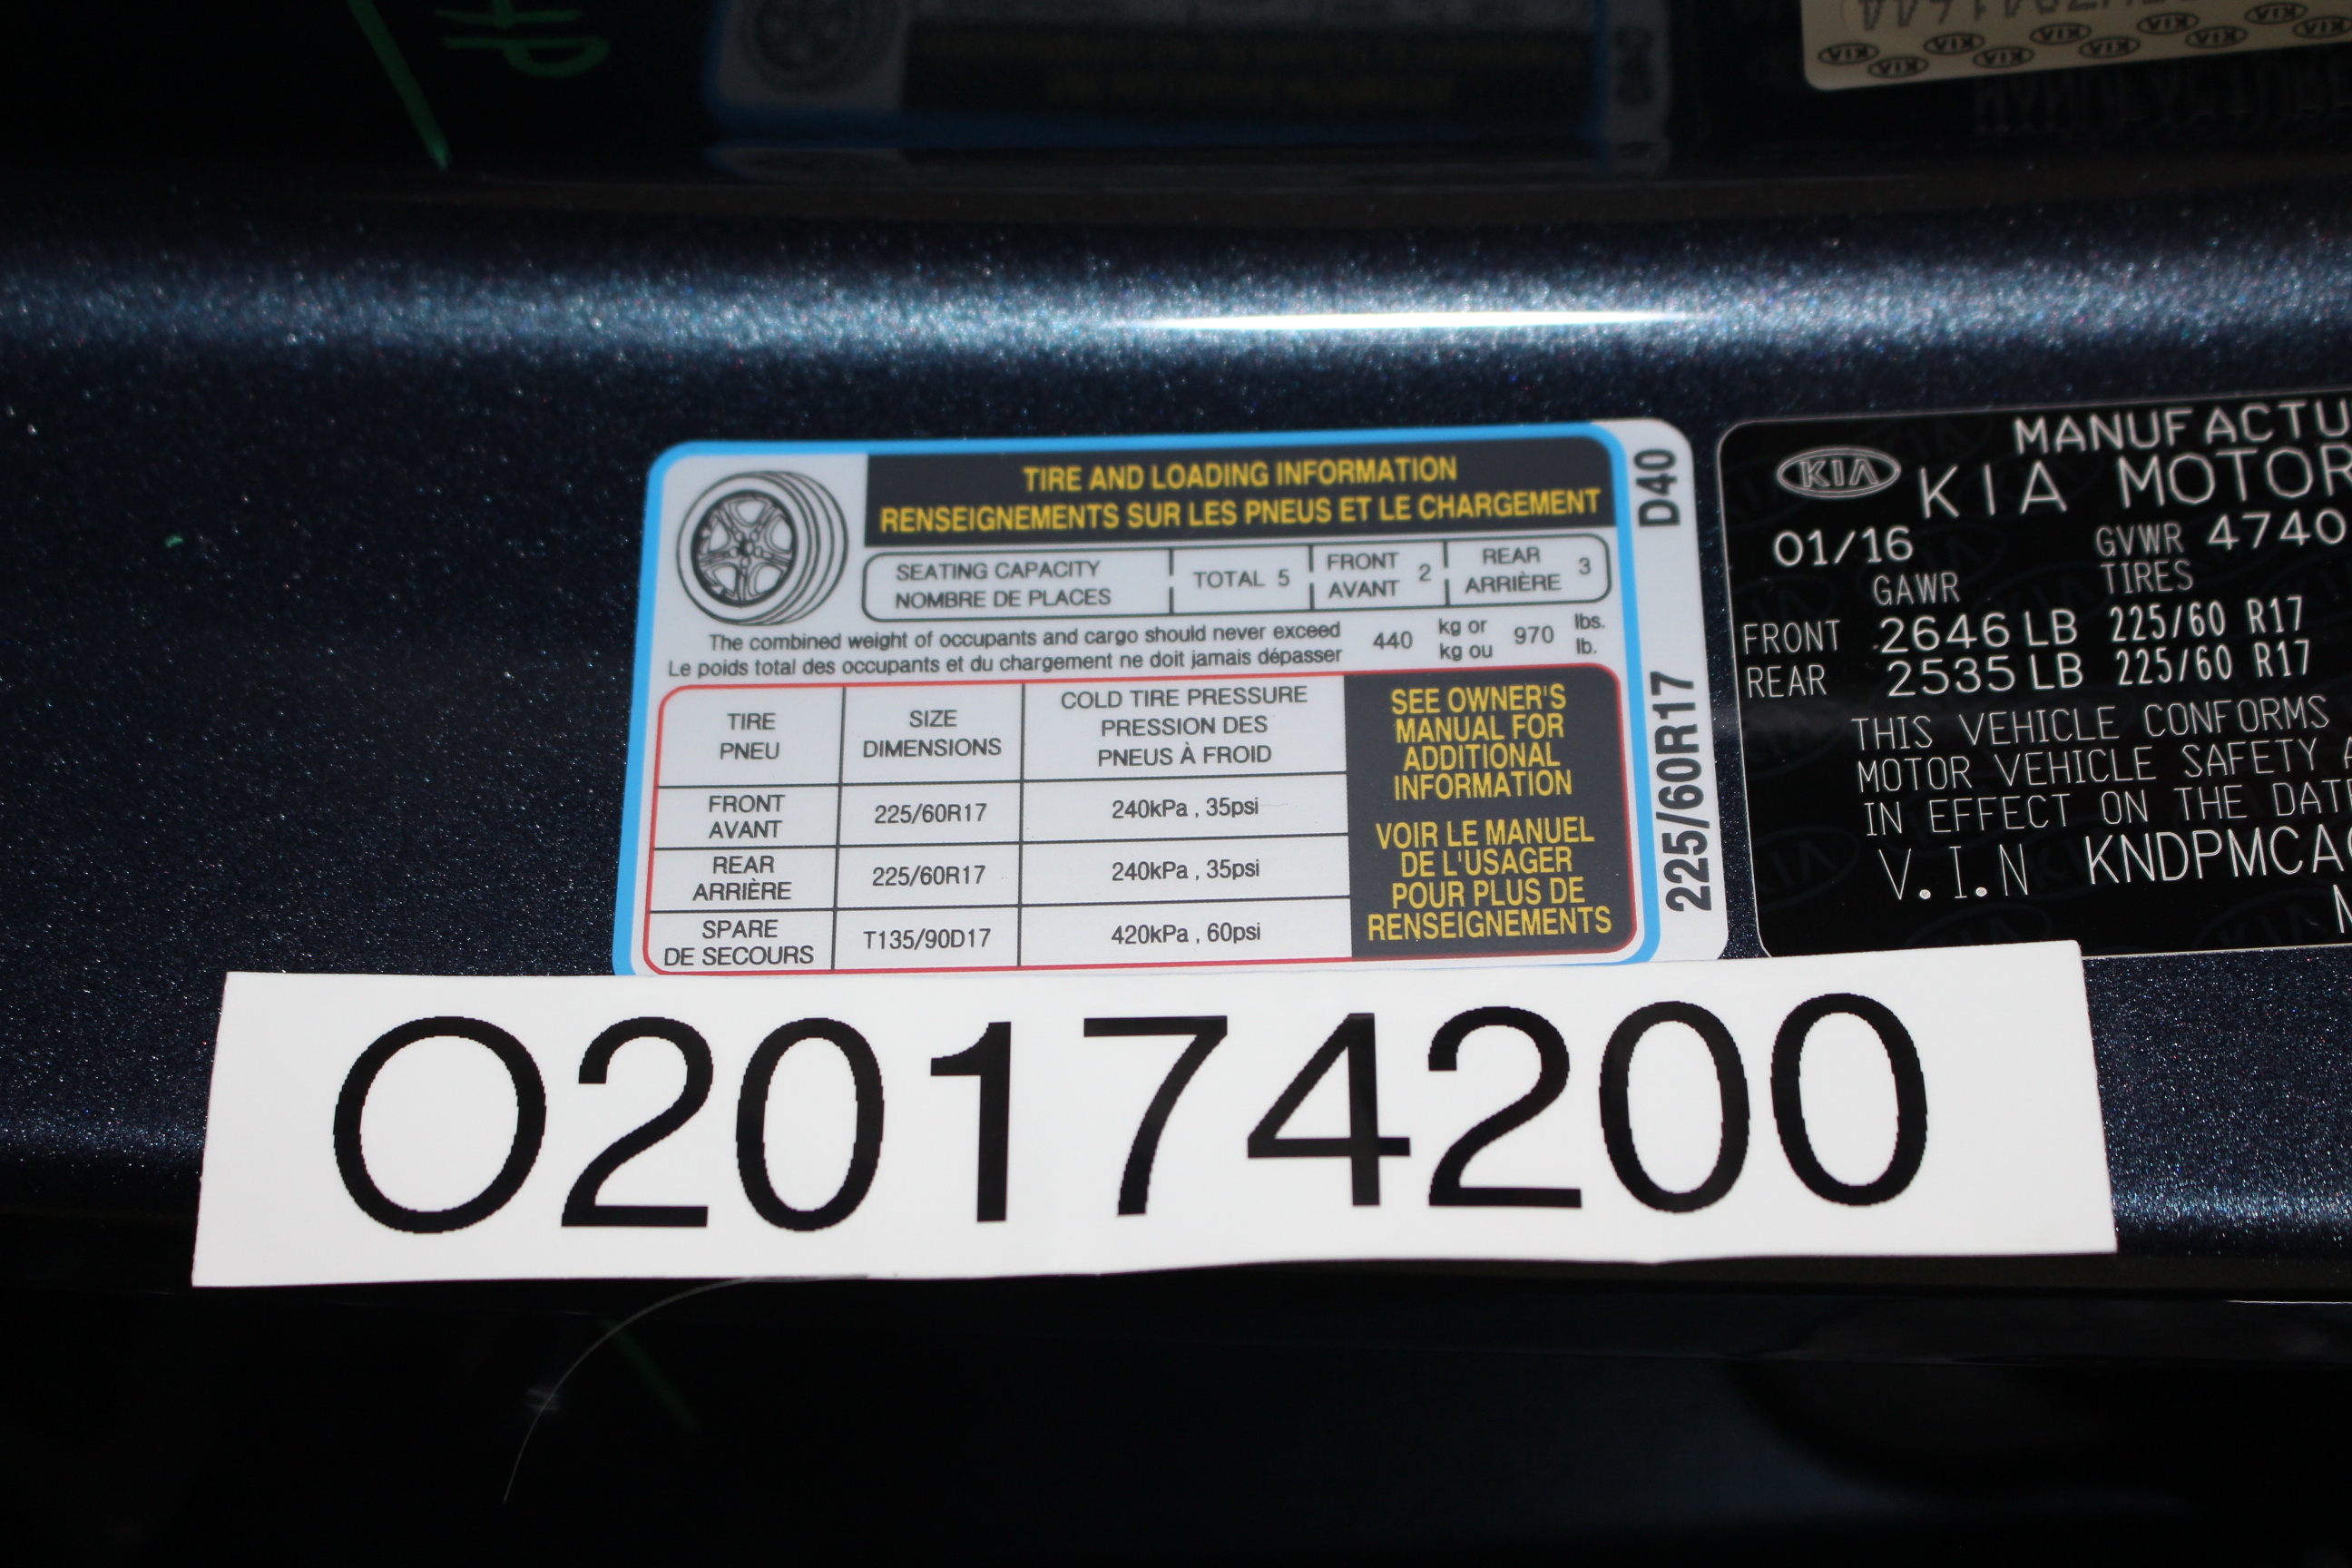 TIRE AND LOADING INFORMATION
RENSEIGNEMENTS SUR LES PNEUS ET LE CHARGEMENT
SEATING CAPACITY
NOMBRE DE PLACES
TOTAL 5
FRONT
AVANT 2
REAR
ARRIÈRE 3
The combined weight of occupants and cargo should never exceed
Le poids total des occupants et du chargement ne doit jamais dépasser
440
kg or
kg ou
970
lbs.
lb.
TIRE
PNEU
SIZE
DIMENSIONS
COLD TIRE PRESSURE
PRESSION DES
PNEUS À FROID
FRONT
AVANT
225/60R17
240kPa , 35psi
REAR
ARRIÈRE
225/60R17
240kPa , 35psi
SPARE
DE SECOURS
T135/90D17
420kPa , 60psi
SEE OWNER'S
MANUAL FOR
ADDITIONAL
INFORMATION
VOIR LE MANUEL
DE L'USAGER
POUR PLUS DE
RENSEIGNEMENTS
D40
225/60R17
KIA
MANUFACTU
KIA MOTOR
01/16
GVWR 4740
GAWR
TIRES
FRONT 2646 LB 225/60 R17
REAR 2535 LB 225/60 R17
THIS VEHICLE CONFORMS
MOTOR VEHICLE SAFETY
IN EFFECT ON THE DAT
V.I.N KNDPMCA
O20174200